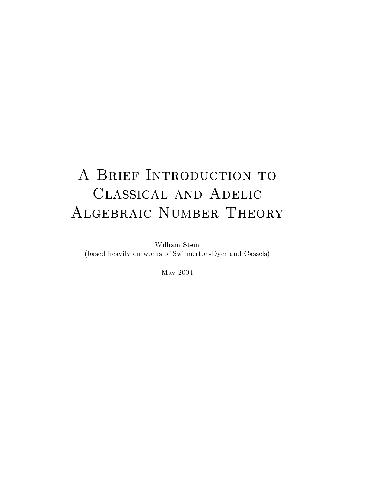 A Brief Introduction to
Classical and Adelic
Algebraic Number Theory
William Stein
(based heavily on works of Swinnerton-Dyer and Cassels)
May 2004